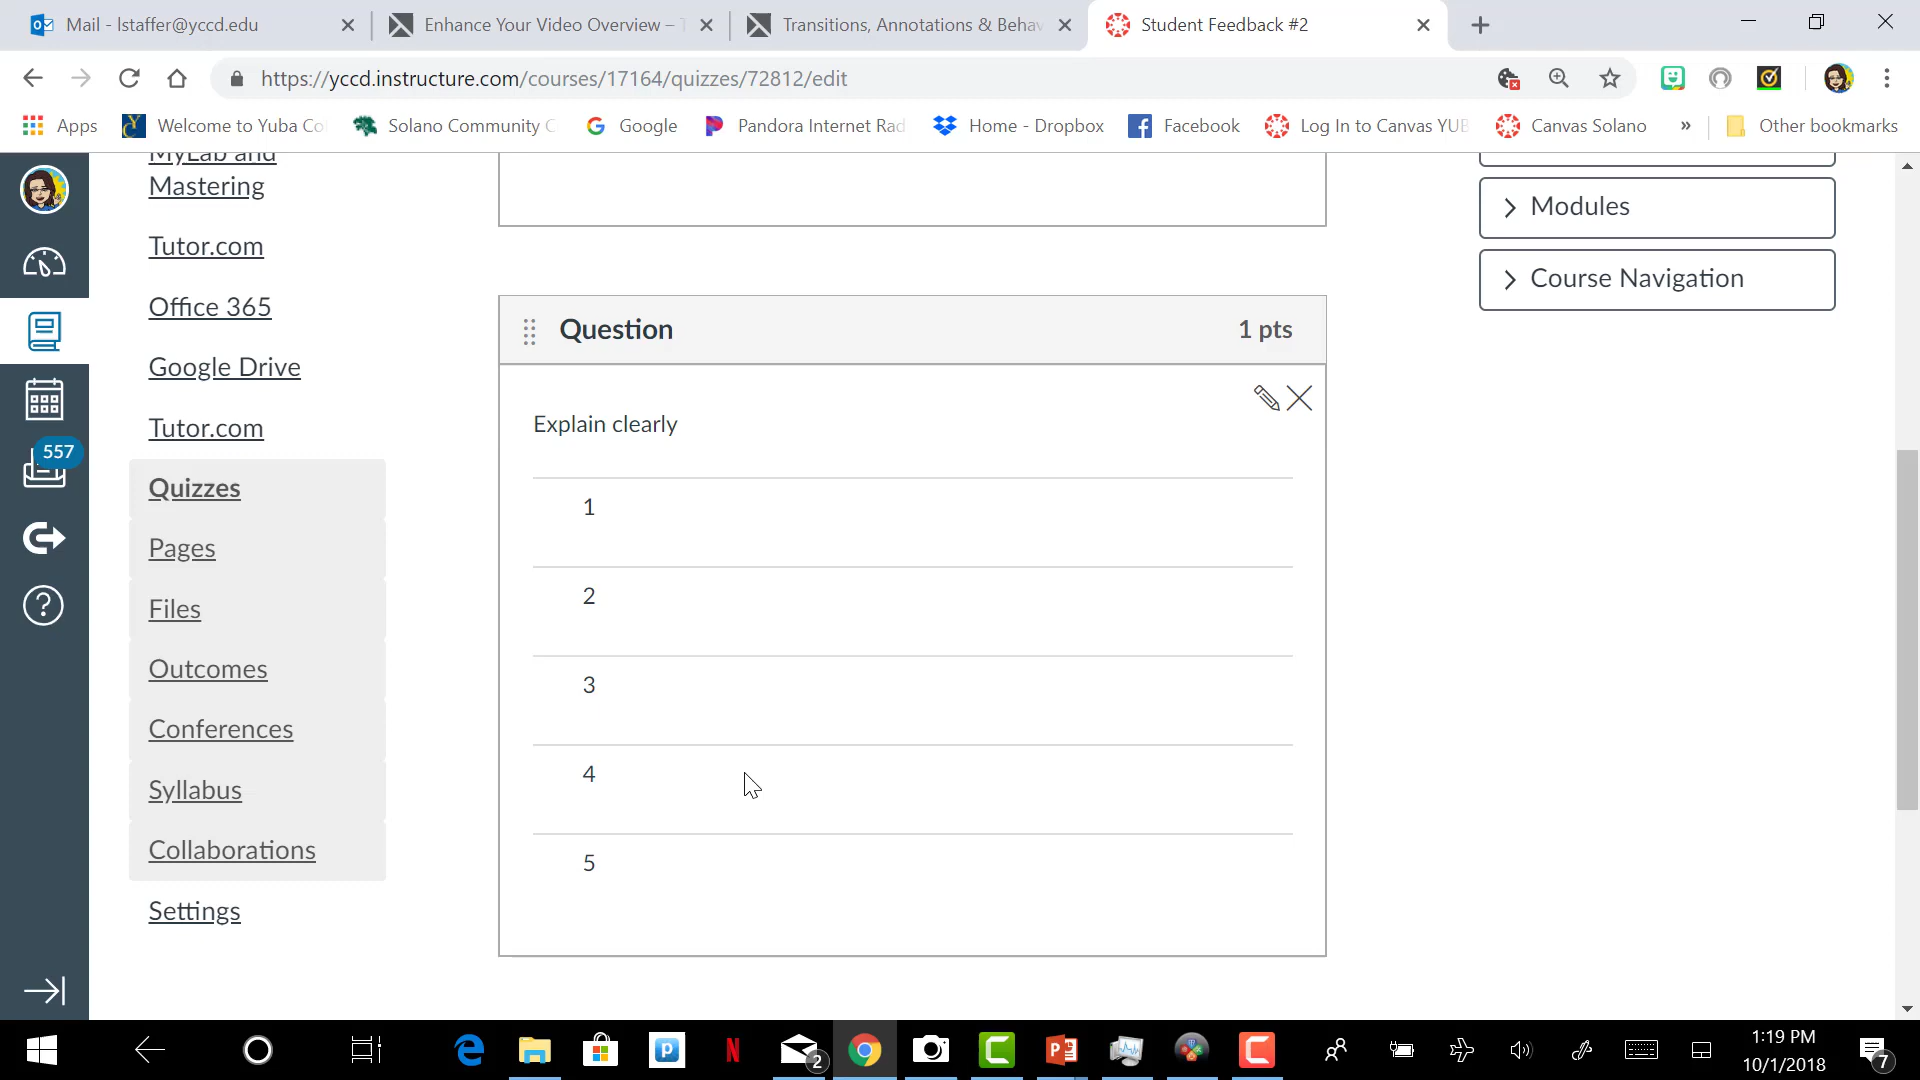 Mail - lstaffer@yccd.edu
Enhance Your Video Overview –
Transitions, Annotations & Behav
Student Feedback #2
https://yccd.instructure.com/courses/17164/quizzes/72812/edit
Apps
Welcome to Yuba Co
Solano Community C
Google
Pandora Internet Rad
Home - Dropbox
Facebook
Log In to Canvas YUB
Canvas Solano
»
Other bookmarks
MyLab and
Mastering
Tutor.com
Office 365
Google Drive
Tutor.com
557
Quizzes
Pages
Files
Outcomes
Conferences
Syllabus
Collaborations
Settings
Question
1 pts
Explain clearly
1
2
3
4
5
Modules
Course Navigation
2
1:19 PM
10/1/2018
7